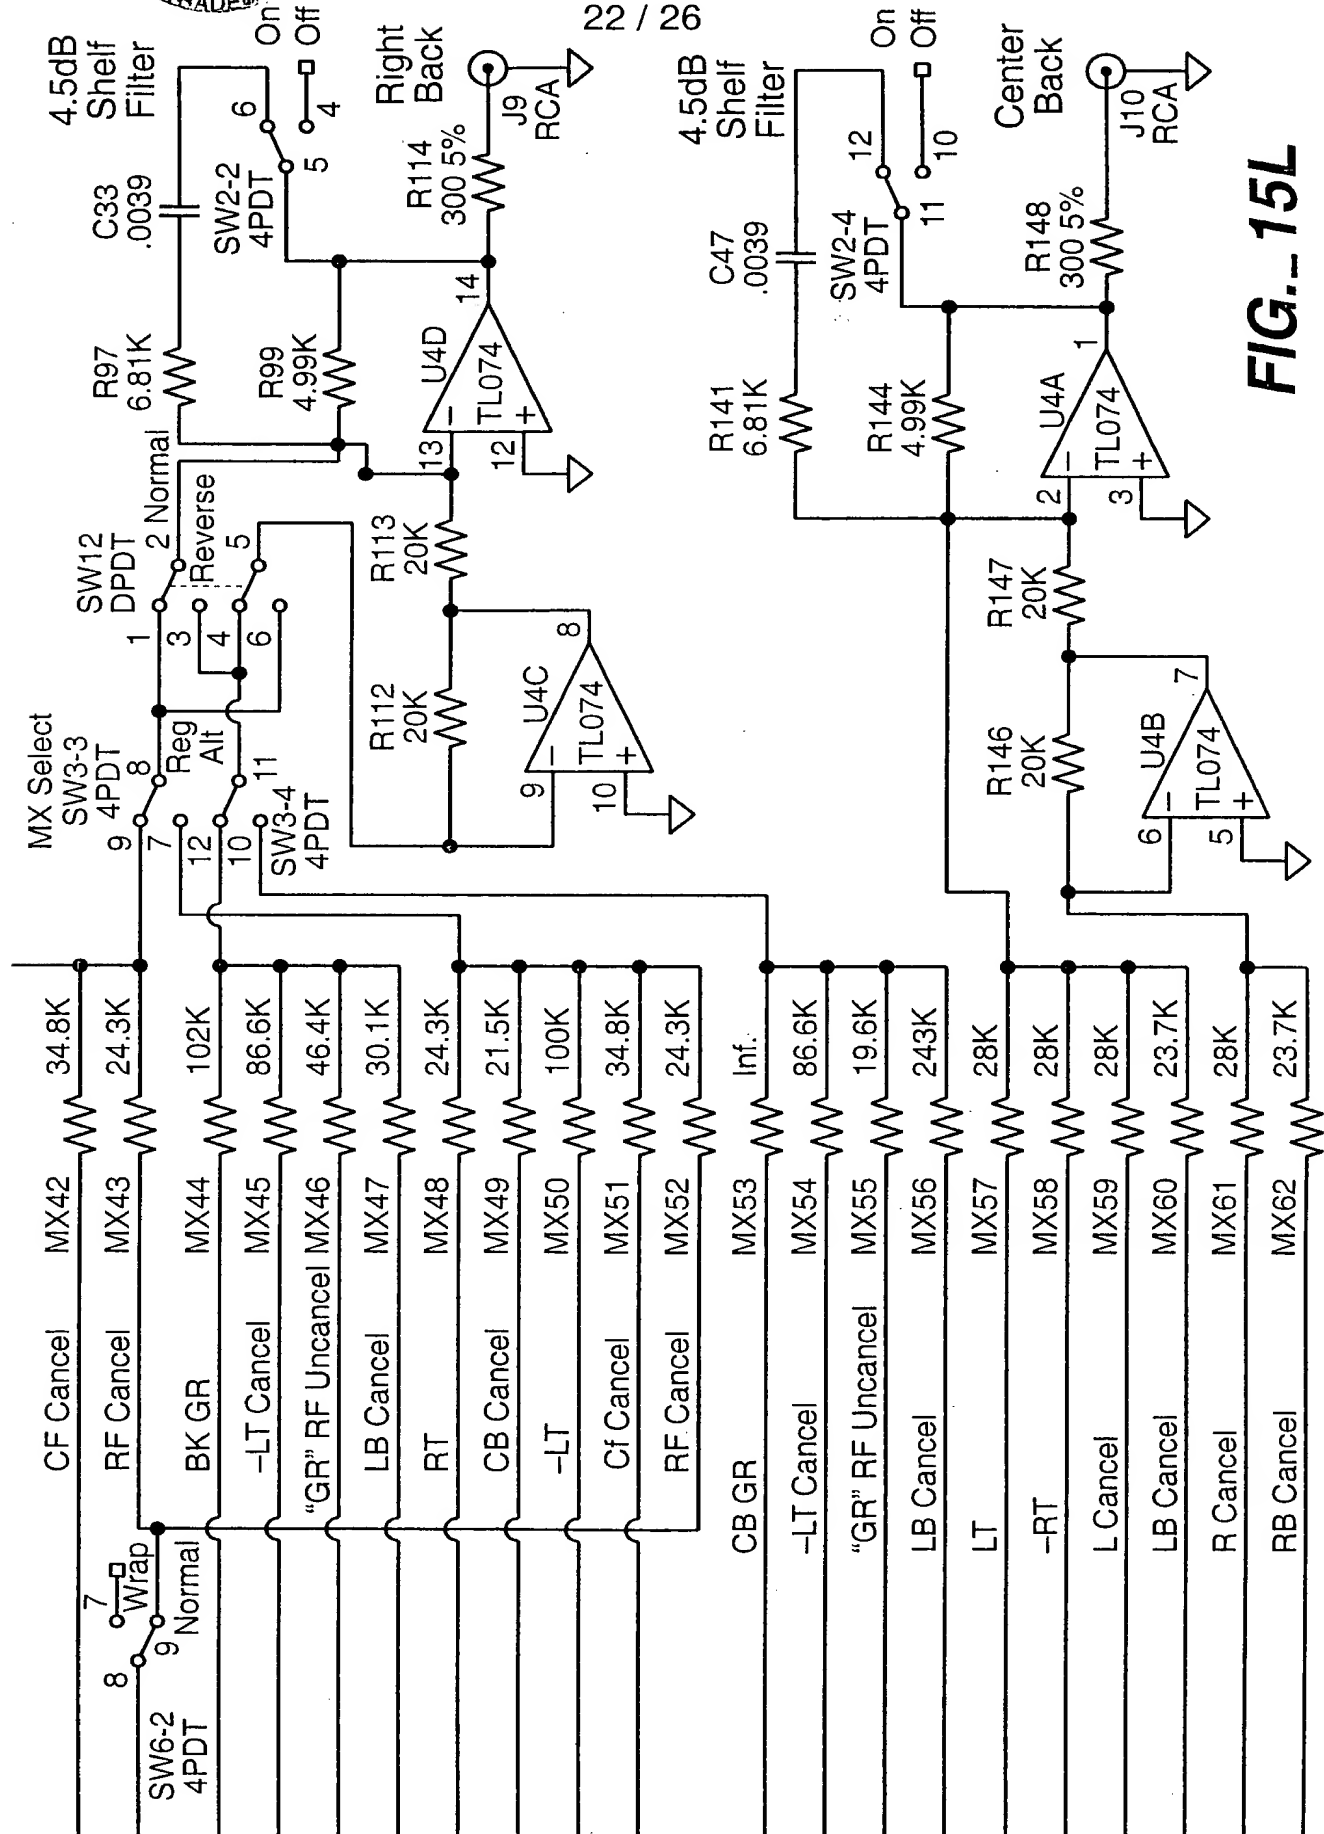 22 / 26
4.5dB
Shelf
Filter
On
Off
C33
.0039
R97
6.81K
SW2-2
4PDT
6
4
5
Right
Back
J9
RCA
R114
300 5%
R99
4.99K
14
U4D
TL074
13
12
–
+
SW12
DPDT
2
Normal
Reverse
5
1
3
4
6
R113
20K
R112
20K
8
U4C
TL074
9
10
–
+
MX Select
SW3-3
4PDT
8
Reg
Alt
11
9
7
12
10
SW3-4
4PDT
4.5dB
Shelf
Filter
On
Off
C47
.0039
R141
6.81K
SW2-4
4PDT
12
10
11
Center
Back
J10
RCA
R148
300 5%
R144
4.99K
1
U4A
TL074
2
3
–
+
R147
20K
R146
20K
7
U4B
TL074
6
5
–
+
CF Cancel MX42 34.8K
RF Cancel MX43 24.3K
BK GR MX44 102K
–LT Cancel MX45 86.6K
“GR” RF Uncancel MX46 46.4K
LB Cancel MX47 30.1K
RT MX48 24.3K
CB Cancel MX49 21.5K
–LT MX50 100K
Cf Cancel MX51 34.8K
RF Cancel MX52 24.3K
CB GR MX53 Inf.
–LT Cancel MX54 86.6K
“GR” RF Uncancel MX55 19.6K
LB Cancel MX56 243K
LT MX57 28K
–RT MX58 28K
L Cancel MX59 28K
LB Cancel MX60 23.7K
R Cancel MX61 28K
RB Cancel MX62 23.7K
7
Wrap
8
9
Normal
SW6-2
4PDT
FIG._15L